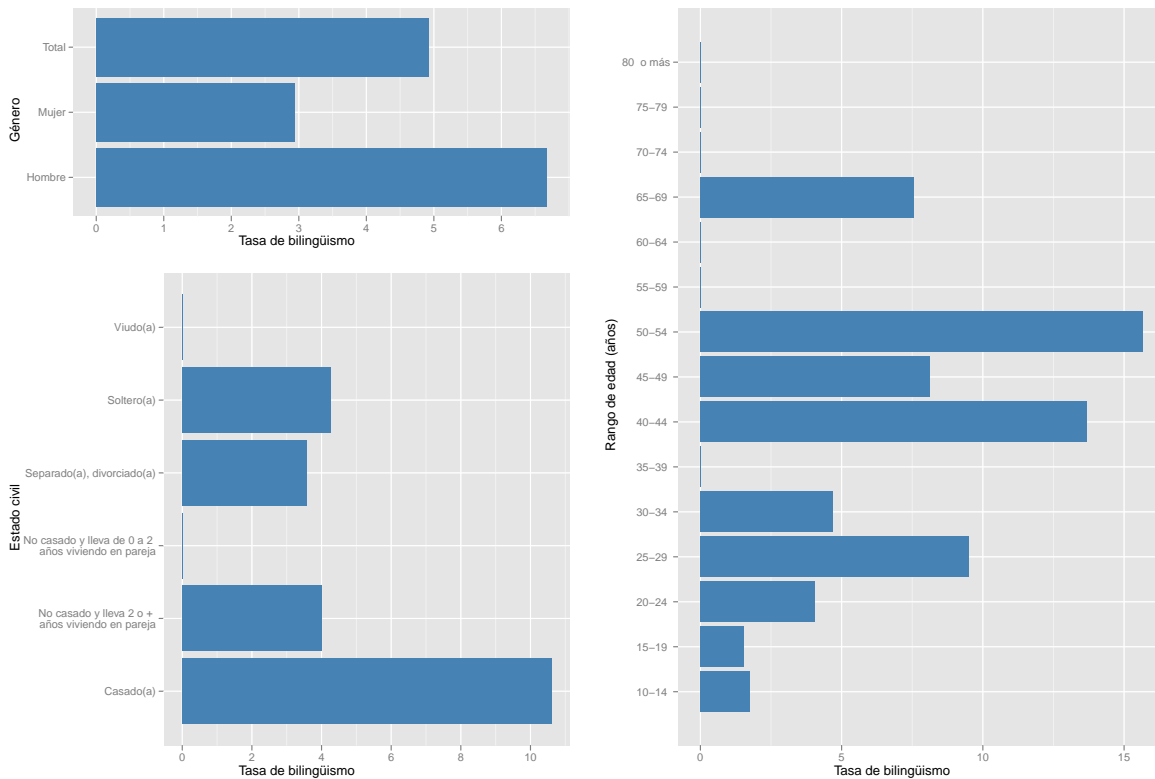 Total
Mujer
Hombre
Género
0 1 2 3 4 5 6
Tasa de bilingüismo
Viudo(a)
Soltero(a)
Separado(a), divorciado(a)
No casado y lleva de 0 a 2
años viviendo en pareja
No casado y lleva 2 o +
años viviendo en pareja
Casado(a)
Estado civil
0 2 4 6 8 10
Tasa de bilingüismo
80 o más
75−79
70−74
65−69
60−64
55−59
50−54
45−49
40−44
35−39
30−34
25−29
20−24
15−19
10−14
Rango de edad (años)
0 5 10 15
Tasa de bilingüismo